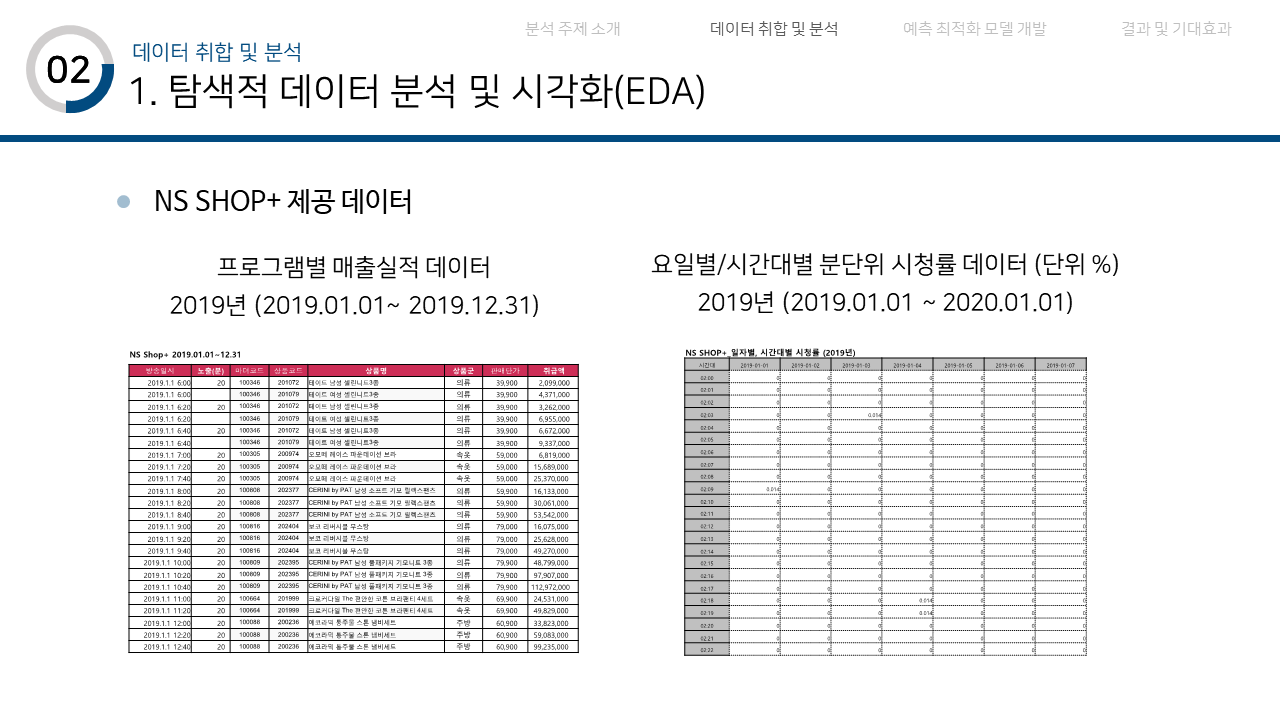 분석 주제 소개 데이터 취합 및 분석 예측 최적화 모델 개발 결과 및 기대효과
02
데이터 취합 및 분석
1. 탐색적 데이터 분석 및 시각화(EDA)
NS SHOP+ 제공 데이터
프로그램별 매출실적 데이터
2019년 (2019.01.01~ 2019.12.31)
요일별/시간대별 분단위 시청률 데이터 (단위 %)
2019년 (2019.01.01 ~ 2020.01.01)
NS Shop+ 2019.01.01~12.31
방송일시 노출(분) 마더코드 상품코드 상품명 상품군 판매단가 취급액
2019.1.1 6:00 20 100346 201072 테이트 남성 셀린니트3종 의류 39,900 2,099,000
2019.1.1 6:00 100346 201079 테이트 여성 셀린니트3종 의류 39,900 4,371,000
2019.1.1 6:20 20 100346 201072 테이트 남성 셀린니트3종 의류 39,900 3,262,000
2019.1.1 6:20 100346 201079 테이트 여성 셀린니트3종 의류 39,900 6,955,000
2019.1.1 6:40 20 100346 201072 테이트 남성 셀린니트3종 의류 39,900 6,672,000
2019.1.1 6:40 100346 201079 테이트 여성 셀린니트3종 의류 39,900 9,337,000
2019.1.1 7:00 20 100305 200974 오모떼 레이스 파운데이션 브라 속옷 59,000 6,819,000
2019.1.1 7:20 20 100305 200974 오모떼 레이스 파운데이션 브라 속옷 59,000 15,689,000
2019.1.1 7:40 20 100305 200974 오모떼 레이스 파운데이션 브라 속옷 59,000 25,370,000
2019.1.1 8:00 20 100808 202377 CERINI by PAT 남성 소프트 기모 릴렉스팬츠 의류 59,900 16,133,000
2019.1.1 8:20 20 100808 202377 CERINI by PAT 남성 소프트 기모 릴렉스팬츠 의류 59,900 30,061,000
2019.1.1 8:40 20 100808 202377 CERINI by PAT 남성 소프트 기모 릴렉스팬츠 의류 59,900 53,542,000
2019.1.1 9:00 20 100816 202404 보코 리버시블 무스탕 의류 79,000 16,075,000
2019.1.1 9:20 20 100816 202404 보코 리버시블 무스탕 의류 79,000 25,628,000
2019.1.1 9:40 20 100816 202404 보코 리버시블 무스탕 의류 79,000 49,270,000
2019.1.1 10:00 20 100809 202395 CERINI by PAT 남성 풀패키지 기모니트 3종 의류 79,900 48,799,000
2019.1.1 10:20 20 100809 202395 CERINI by PAT 남성 풀패키지 기모니트 3종 의류 79,900 97,907,000
2019.1.1 10:40 20 100809 202395 CERINI by PAT 남성 풀패키지 기모니트 3종 의류 79,900 112,972,000
2019.1.1 11:00 20 100664 201999 크로커다일 The 편안한 코튼 브라팬티 4세트 속옷 69,900 24,531,000
2019.1.1 11:20 20 100664 201999 크로커다일 The 편안한 코튼 브라팬티 4세트 속옷 69,900 49,829,000
2019.1.1 12:00 20 100088 200236 에코라믹 통주물 스톤 냄비세트 주방 60,900 33,823,000
2019.1.1 12:20 20 100088 200236 에코라믹 통주물 스톤 냄비세트 주방 60,900 59,083,000
2019.1.1 12:40 20 100088 200236 에코라믹 통주물 스톤 냄비세트 주방 60,900 99,235,000
NS SHOP+ 일자별, 시간대별 시청률 (2019년)
시간대 2019-01-01 2019-01-02 2019-01-03 2019-01-04 2019-01-05 2019-01-06 2019-01-07
02:00 0 0 0 0 0 0 0
02:01 0 0 0 0 0 0 0
02:02 0 0 0 0 0 0 0
02:03 0 0 0.014 0 0 0 0
02:04 0 0 0 0 0 0 0
02:05 0 0 0 0 0 0 0
02:06 0 0 0 0 0 0 0
02:07 0 0 0 0 0 0 0
02:08 0 0 0 0 0 0 0
02:09 0.014 0 0 0 0 0 0
02:10 0 0 0 0 0 0 0
02:11 0 0 0 0 0 0 0
02:12 0 0 0 0 0 0 0
02:13 0 0 0 0 0 0 0
02:14 0 0 0 0 0 0 0
02:15 0 0 0 0 0 0 0
02:16 0 0 0 0 0 0 0
02:17 0 0 0 0 0 0 0
02:18 0 0 0 0.014 0 0 0
02:19 0 0 0 0.014 0 0 0
02:20 0 0 0 0 0 0 0
02:21 0 0 0 0 0 0 0
02:22 0 0 0 0 0 0 0